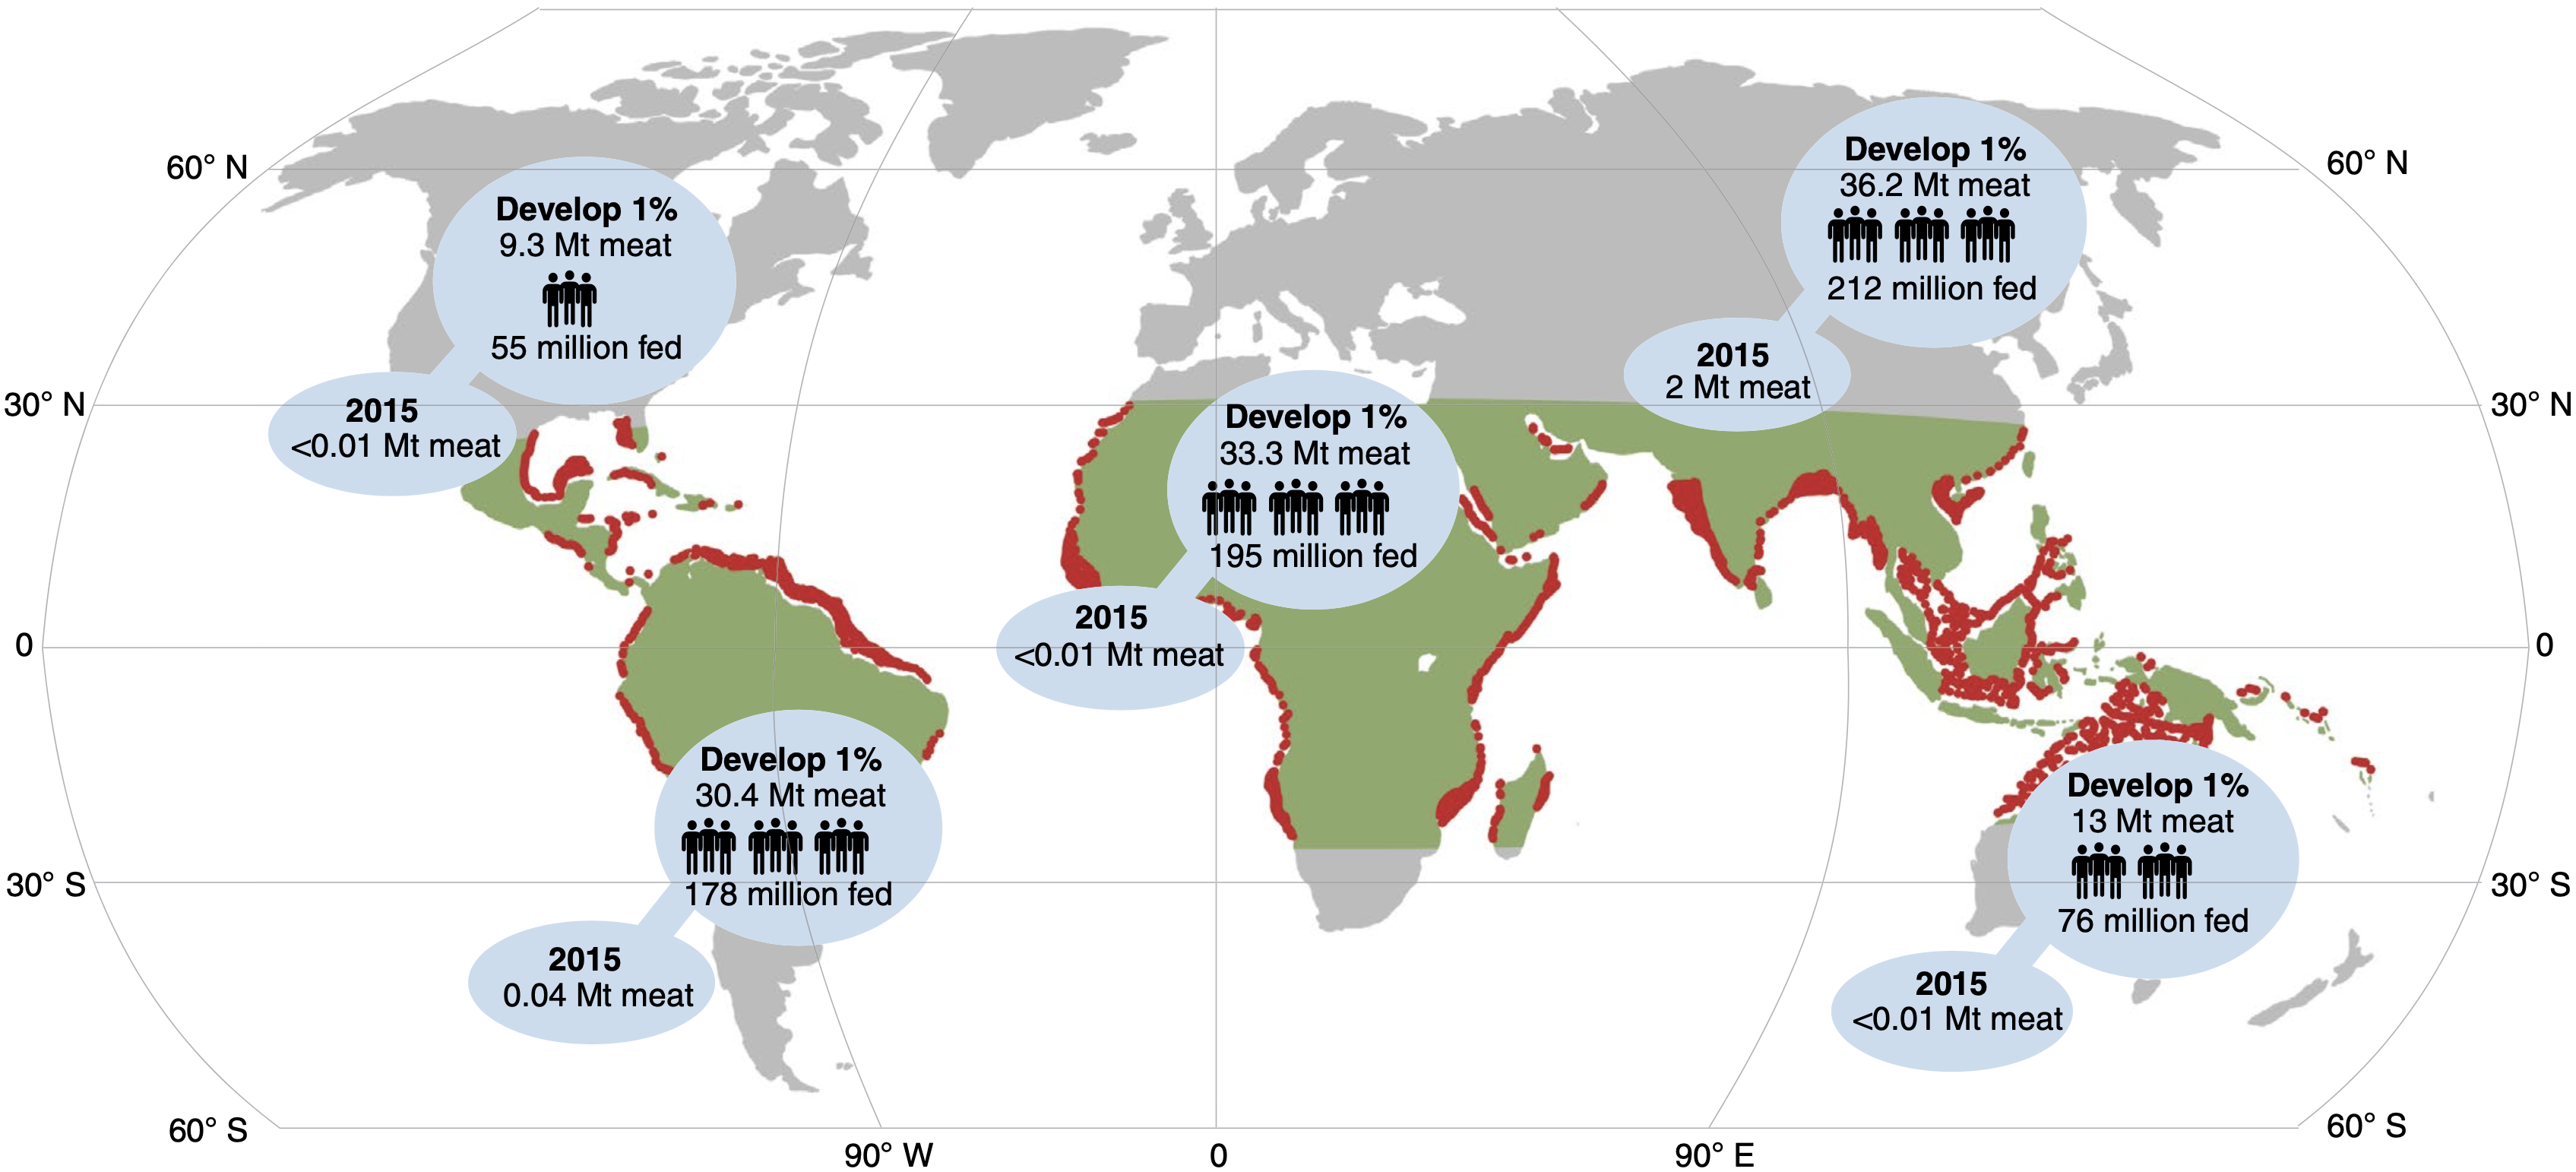 Develop 1%
36.2 Mt meat
212 million fed
2015
2 Mt meat
Develop 1%
9.3 Mt meat
55 million fed
2015
<0.01 Mt meat
Develop 1%
33.3 Mt meat
195 million fed
2015
<0.01 Mt meat
Develop 1%
30.4 Mt meat
178 million fed
2015
0.04 Mt meat
Develop 1%
13 Mt meat
76 million fed
2015
<0.01 Mt meat
60° N
30° N
0
30° S
60° S
60° N
30° N
0
30° S
60° S
90° W
0
90° E